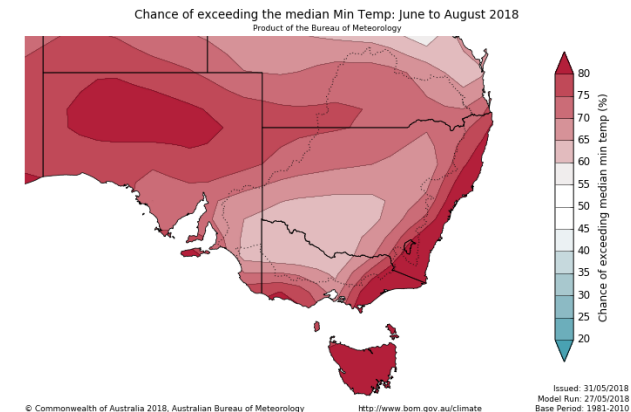 Chance of exceeding the median Min Temp: June to August 2018
Product of the Bureau of Meteorology
80
75
70
65
60
55
50
45
40
35
30
25
20
Chance of exceeding median min temp (%)
Issued: 31/05/2018
Model Run: 27/05/2018
© Commonwealth of Australia 2018, Australian Bureau of Meteorology http://www.bom.gov.au/climate Base Period: 1981-2010